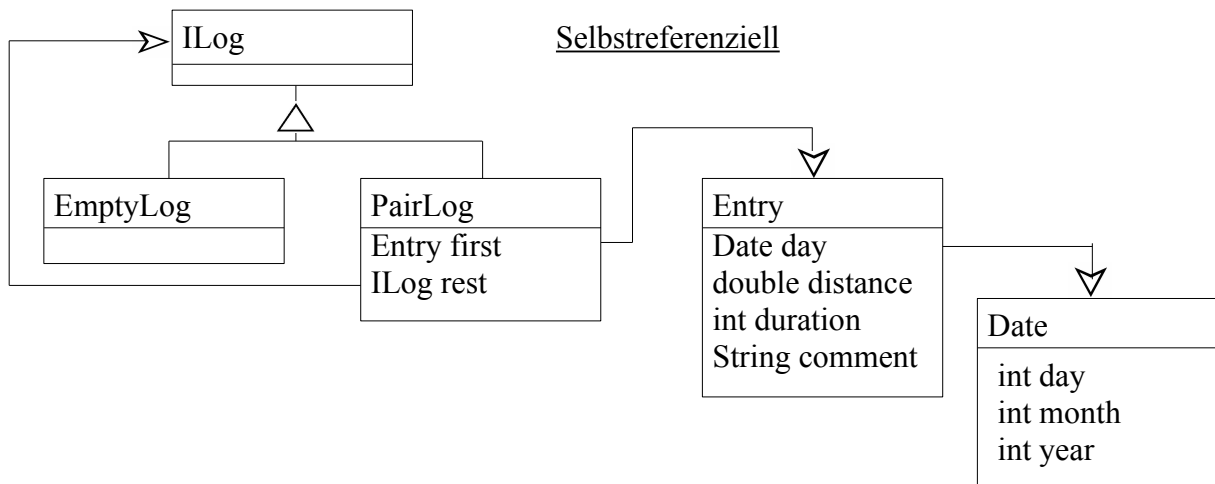 ILog
Selbstreferenziell
EmptyLog
PairLog
Entry first
ILog rest
Entry
Date day
double distance
int duration
String comment
Date
int day
int month
int year